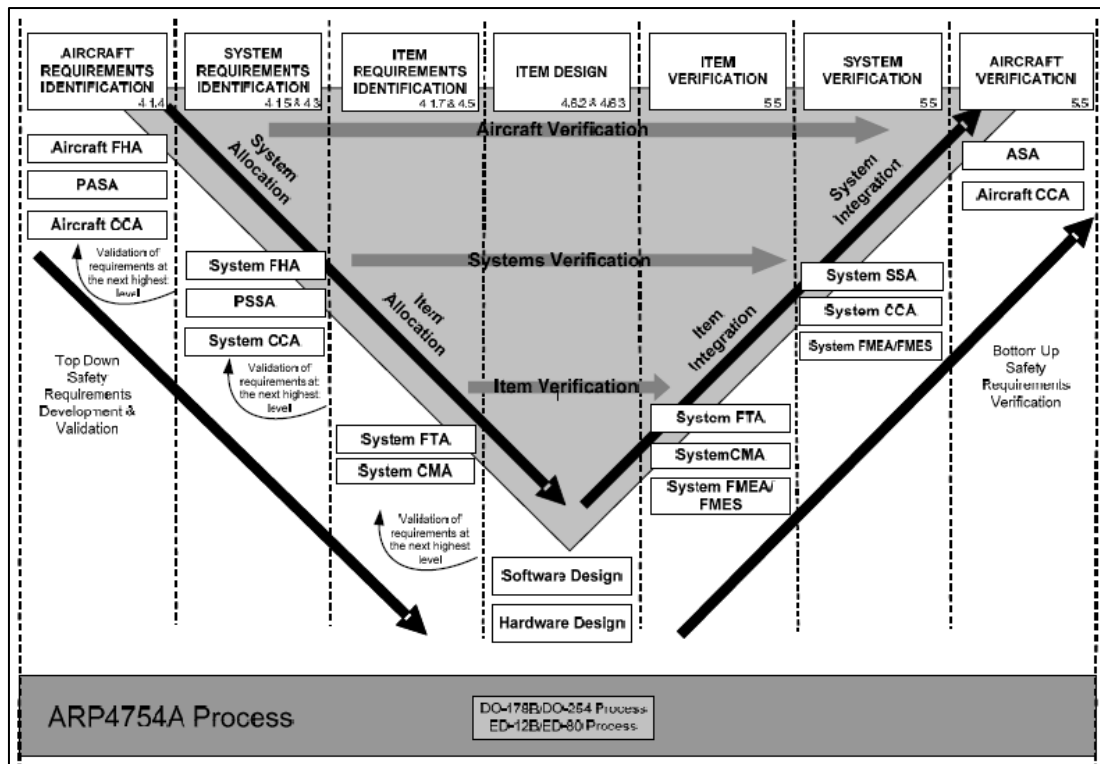 AIRCRAFT
REQUIREMENTS
IDENTIFICATION
4.1.4
SYSTEM
REQUIREMENTS
IDENTIFICATION
4.1.5 & 4.3
ITEM
REQUIREMENTS
IDENTIFICATION
4.1.7 & 4.5
ITEM DESIGN
4.6.2 & 4.6.3
ITEM
VERIFICATION
5.5
SYSTEM
VERIFICATION
5.5
AIRCRAFT
VERIFICATION
5.5
Aircraft Verification
Aircraft FHA
PASA
Aircraft CCA
Validation of
requirements at
the next highest
level
System
Allocation
System
Integration
ASA
Aircraft CCA
System FHA
PSSA
System CCA
Validation of
requirements at
the next highest
level
Systems Verification
Item
Allocation
Item
Integration
System SSA
System CCA
System FMEA/FMES
Top Down
Safety
Requirements
Development &
Validation
Item Verification
Bottom Up
Safety
Requirements
Verification
System FTA
System CMA
Validation of
requirements at
the next highest
level
System FTA
SystemCMA
System FMEA/
FMES
Software Design
Hardware Design
ARP4754A Process
DO-178B/DO-254 Process
ED-12B/ED-80 Process